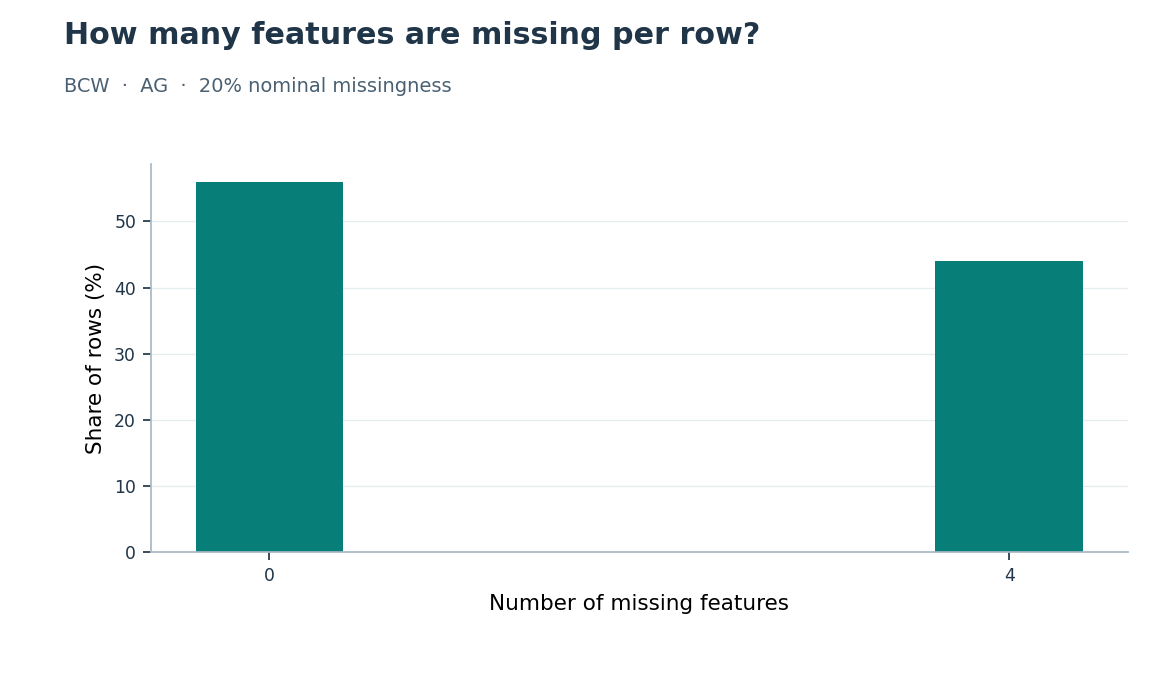 How many features are missing per row?
BCW · AG · 20% nominal missingness
Share of rows (%)
50
40
30
20
10
0
0
4
Number of missing features